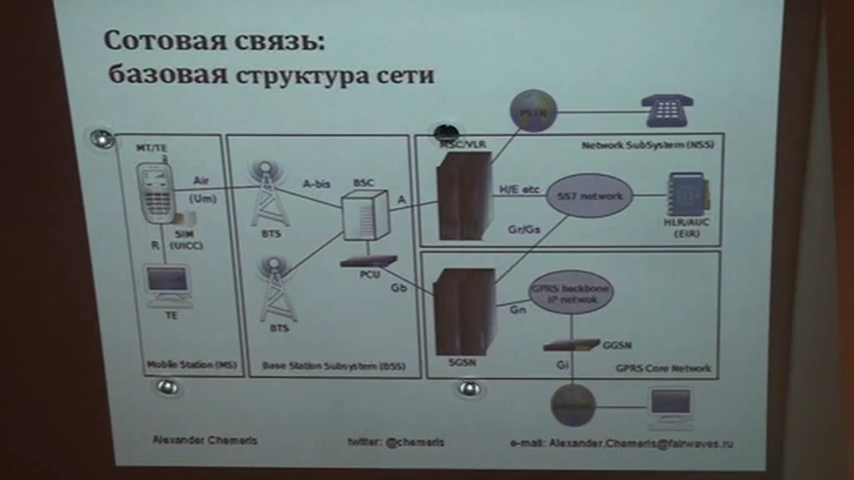 Сотовая связь:
базовая структура сети
PSTN
MT/TE
MSC/VLR
Network SubSystem (NSS)
Air
(Um)
A-bis
BSC
A
H/E etc
SS7 network
SIM
(UICC)
R
BTS
Gr/Gs
HLR/AUC
(EIR)
PCU
Gb
GPRS backbone
IP netwok
TE
BTS
Gn
SGSN
GGSN
Gi
Mobile Station (MS)
Base Station Subsystem (BSS)
GPRS Core Network
Alexander Chemeris
twitter: @chemeris
e-mail: Alexander.Chemeris@fairwaves.ru